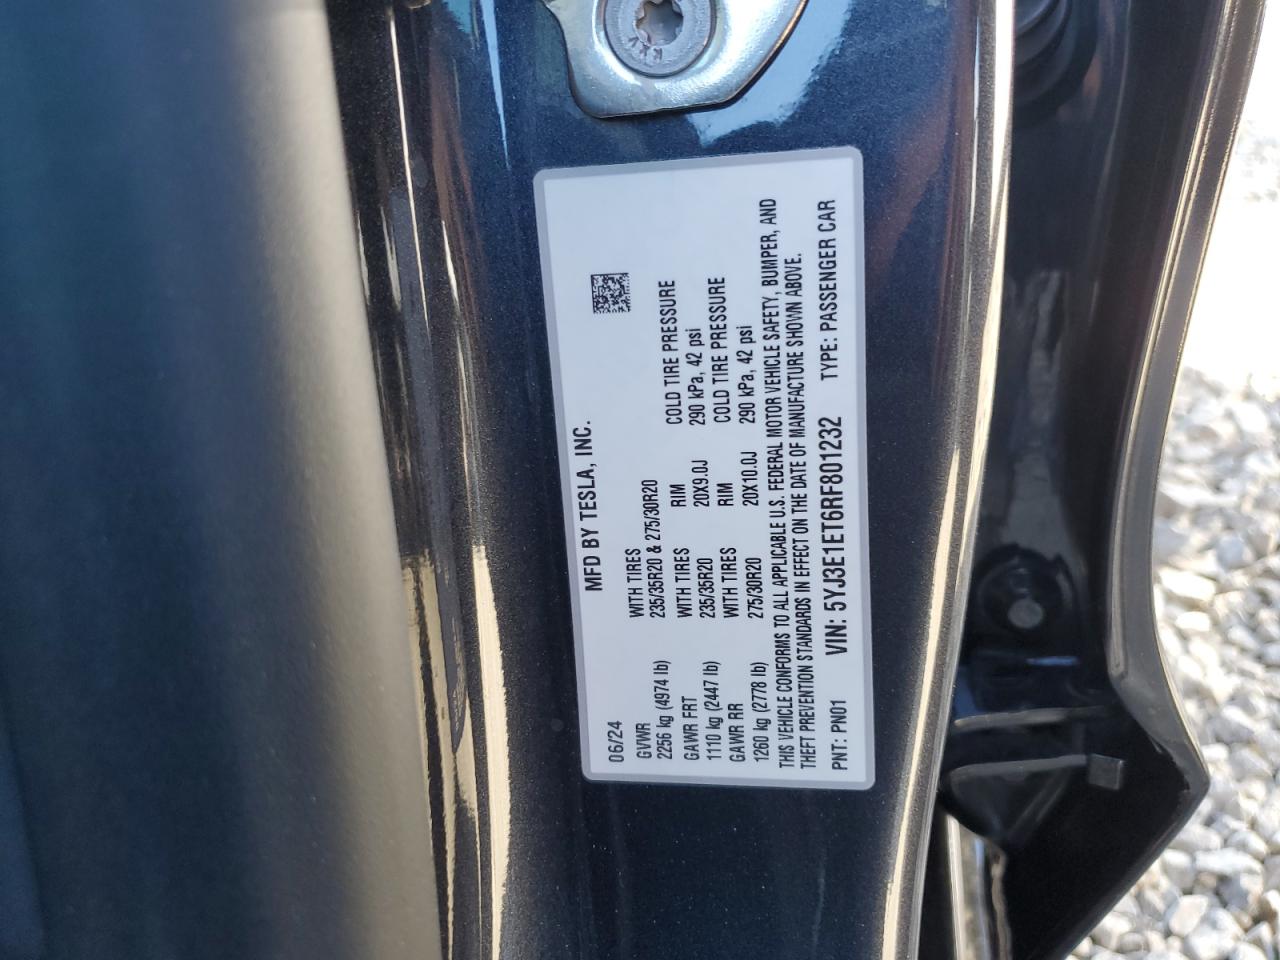 MFD BY TESLA, INC.
06/24
GVWR WITH TIRES
2256 kg (4974 lb) 235/35R20 & 275/30R20
GAWR FRT WITH TIRES RIM COLD TIRE PRESSURE
1110 kg (2447 lb) 235/35R20 20X9.0J 290 kPa, 42 psi
GAWR RR WITH TIRES RIM COLD TIRE PRESSURE
1260 kg (2778 lb) 275/30R20 20X10.0J 290 kPa, 42 psi
THIS VEHICLE CONFORMS TO ALL APPLICABLE U.S. FEDERAL MOTOR VEHICLE SAFETY, BUMPER, AND
THEFT PREVENTION STANDARDS IN EFFECT ON THE DATE OF MANUFACTURE SHOWN ABOVE.
PNT: PN01 VIN: 5YJ3E1ET6RF801232 TYPE: PASSENGER CAR